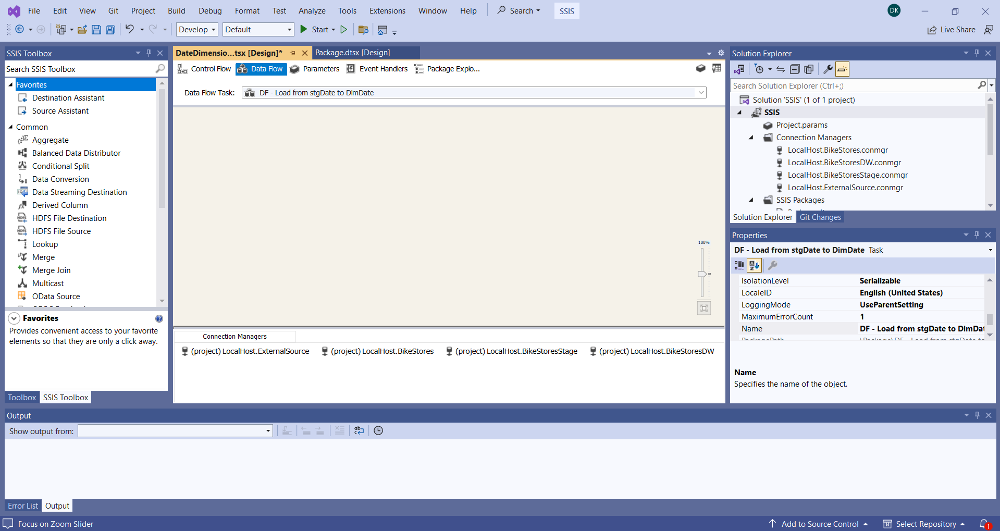 File Edit View Git Project Build Debug Format Test Analyze Tools Extensions Window Help Search SSIS DK
Develop Default Start Live Share
SSIS Toolbox
Search SSIS Toolbox
Favorites
Destination Assistant
Source Assistant
Common
Aggregate
Balanced Data Distributor
Conditional Split
Data Conversion
Data Streaming Destination
Derived Column
HDFS File Destination
HDFS File Source
Lookup
Merge
Merge Join
Multicast
OData Source
Favorites
Provides convenient access to your favorite
elements so that they are only a click away.
Toolbox SSIS Toolbox
DateDimensio...tsx [Design]* Package.dtsx [Design]
Control Flow Data Flow Parameters Event Handlers Package Explo...
Data Flow Task: DF - Load from stgDate to DimDate
100%
Connection Managers
(project) LocalHost.ExternalSource (project) LocalHost.BikeStores (project) LocalHost.BikeStoresStage (project) LocalHost.BikeStoresDW
Solution Explorer
Search Solution Explorer (Ctrl+;)
Solution 'SSIS' (1 of 1 project)
SSIS
Project.params
Connection Managers
LocalHost.BikeStores.conmgr
LocalHost.BikeStoresDW.conmgr
LocalHost.BikeStoresStage.conmgr
LocalHost.ExternalSource.conmgr
SSIS Packages
Solution Explorer Git Changes
Properties
DF - Load from stgDate to DimDate Task
IsolationLevel Serializable
LocaleID English (United States)
LoggingMode UseParentSetting
MaximumErrorCount 1
Name DF - Load from stgDate to DimDat
PackagePath \Package\DF - Load from stgDate to
Name
Specifies the name of the object.
Output
Show output from:
Error List Output
Focus on Zoom Slider Add to Source Control Select Repository 1